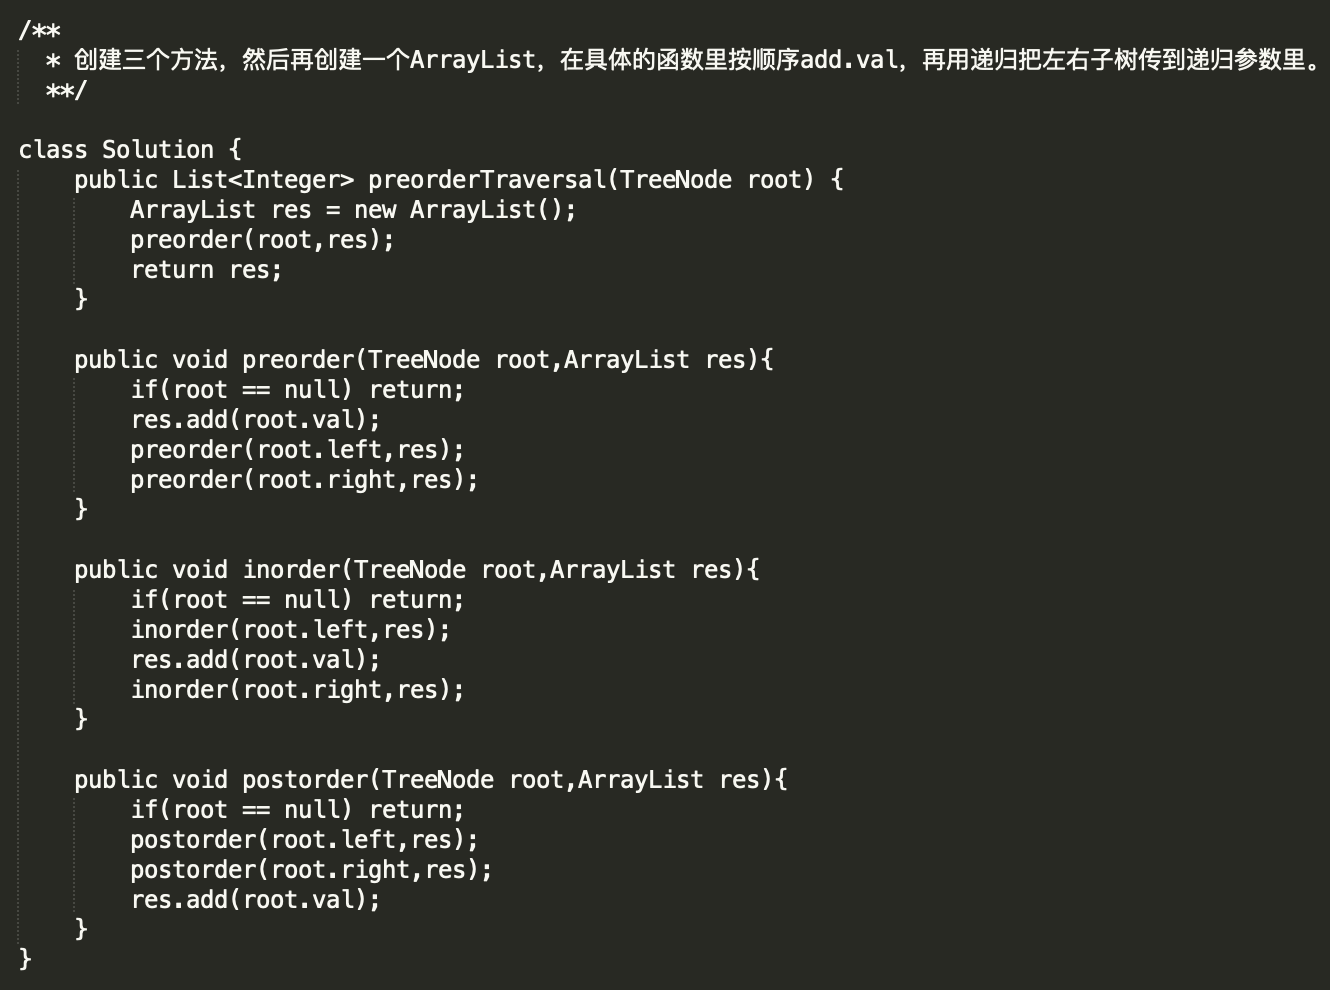 /**
* 创建三个方法，然后再创建一个ArrayList，在具体的函数里按顺序add.val，再用递归把左右子树传到递归参数里。
**/
class Solution {
public List<Integer> preorderTraversal(TreeNode root) {
ArrayList res = new ArrayList();
preorder(root,res);
return res;
}
public void preorder(TreeNode root,ArrayList res){
if(root == null) return;
res.add(root.val);
preorder(root.left,res);
preorder(root.right,res);
}
public void inorder(TreeNode root,ArrayList res){
if(root == null) return;
inorder(root.left,res);
res.add(root.val);
inorder(root.right,res);
}
public void postorder(TreeNode root,ArrayList res){
if(root == null) return;
postorder(root.left,res);
postorder(root.right,res);
res.add(root.val);
}
}